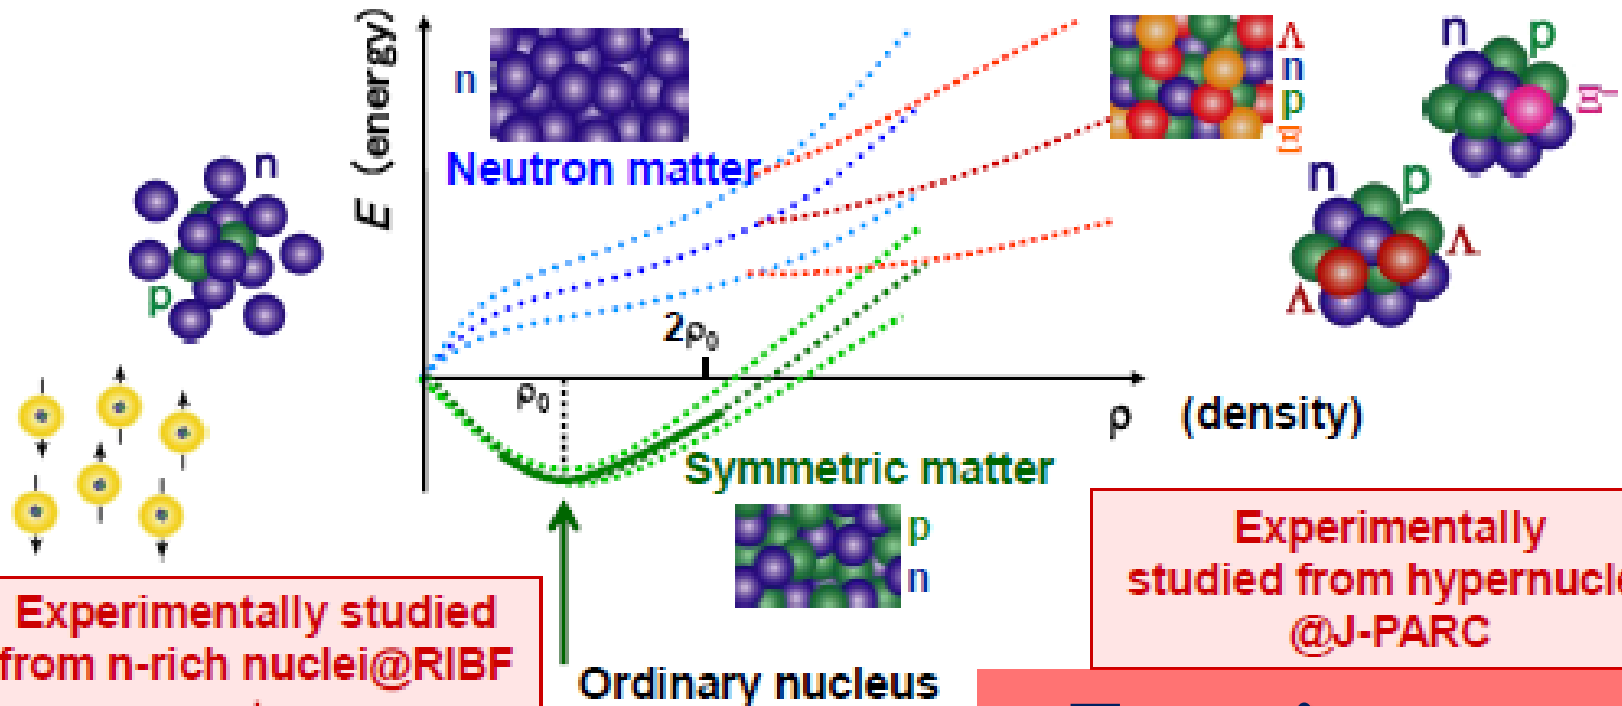 E (energy)
n
Neutron matter
Λ
n
p
Ξ
n
p
Ξ⁻
n
p
Λ
Λ
n
p
2ρ₀
ρ₀
ρ (density)
Symmetric matter
p
n
Experimentally studied
from n-rich nuclei@RIBF
Ordinary nucleus
Experimentally
studied from hypernucle
@J-PARC